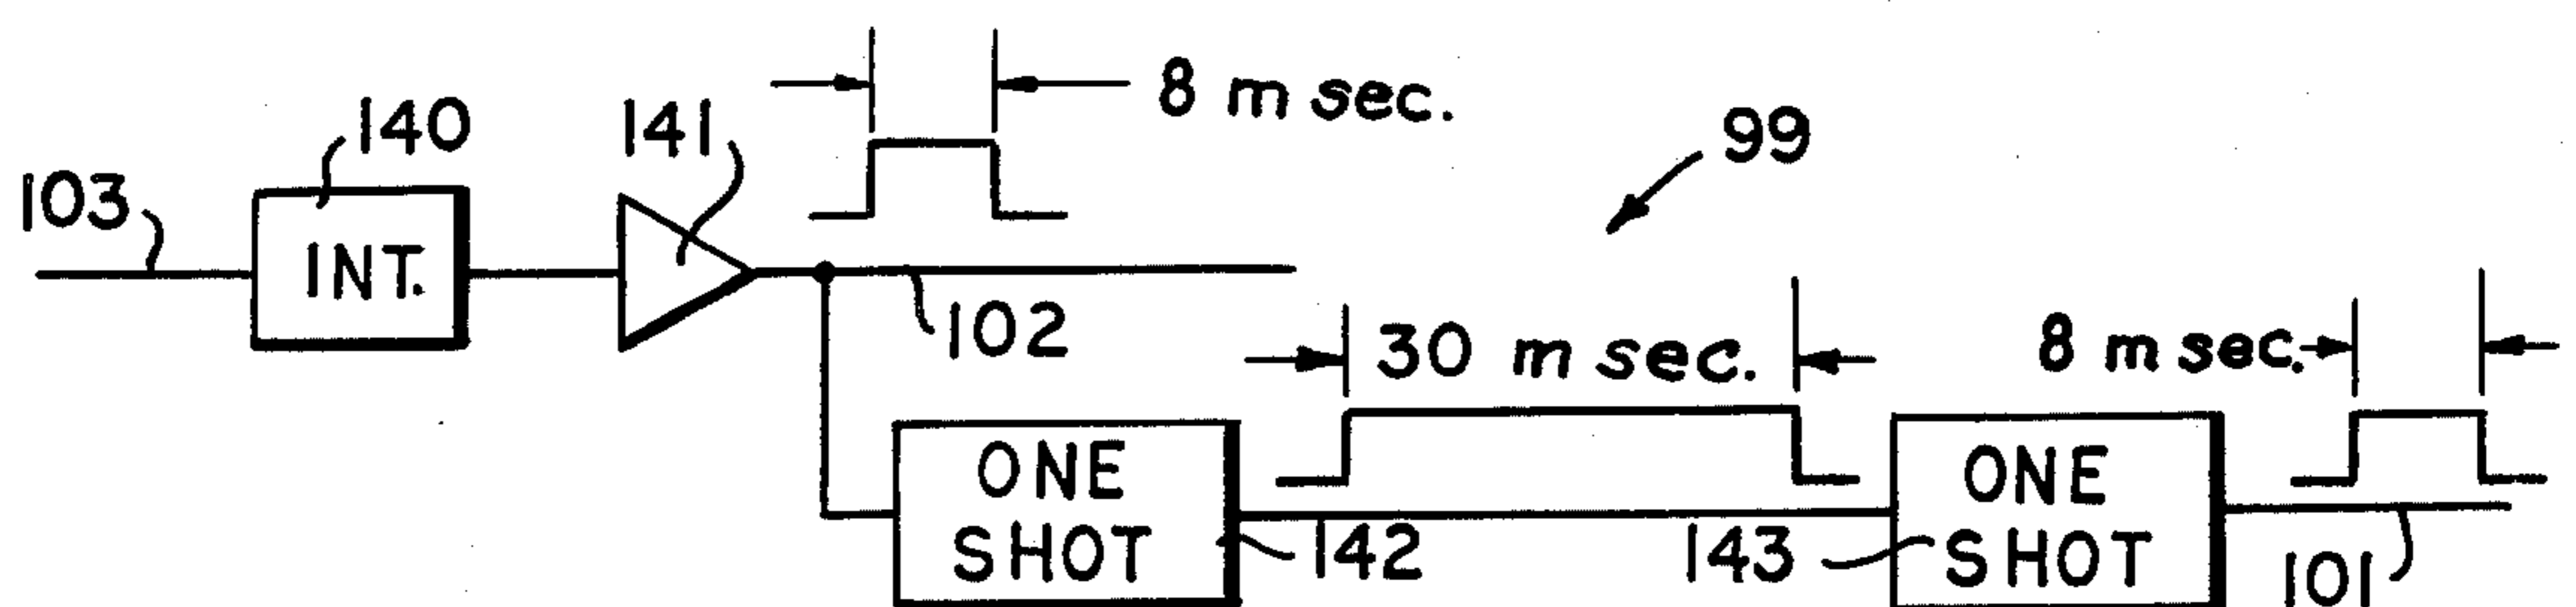 8 m sec.
99
140
141
103
INT.
102
30 m sec.
8 m sec.
ONE
SHOT
142
143
ONE
SHOT
101